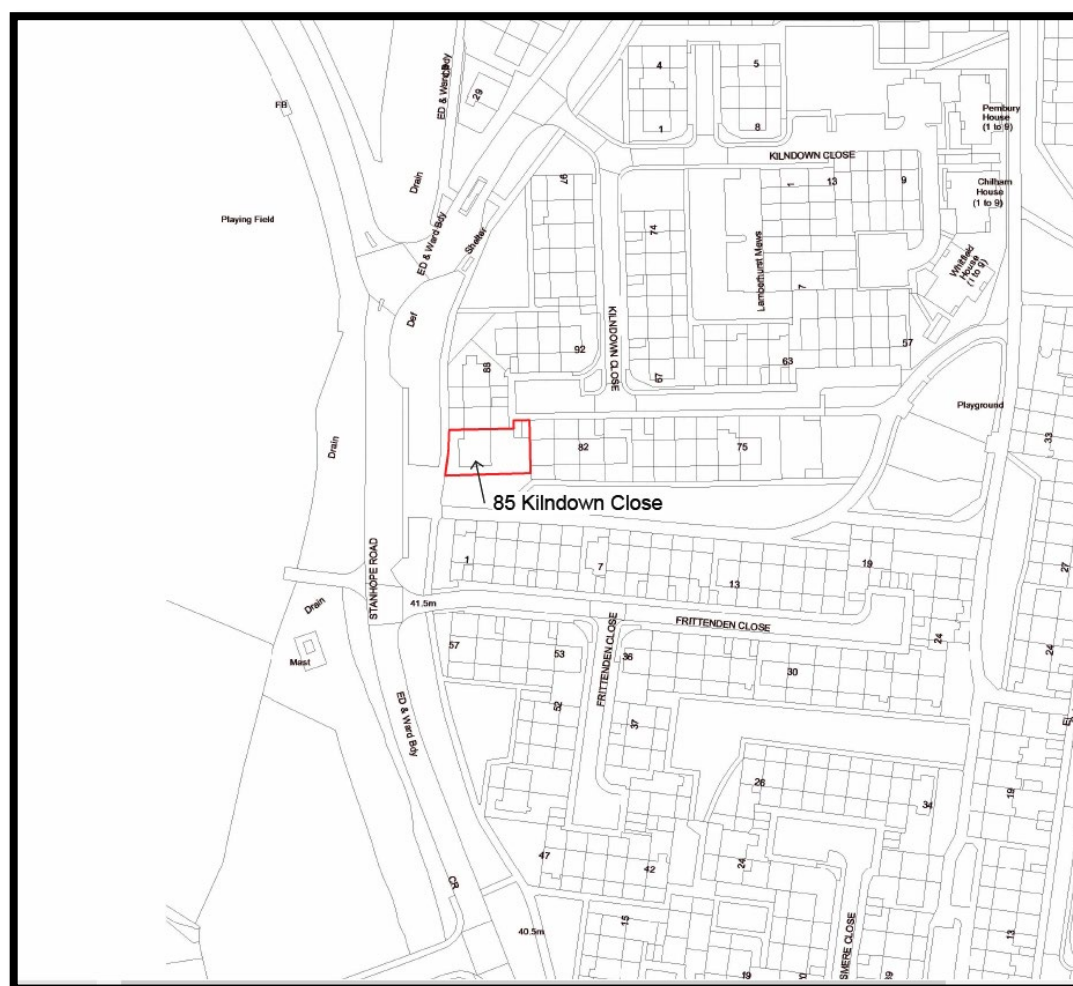 4
5
ED & Ward Bdy
29
FB
1
8
Pembury
House
(1 to 9)
KILNDOWN CLOSE
Drain
97
1
13
9
Chilham
House
(1 to 9)
Playing Field
ED & Ward Bdy
Shelter
74
Lamberhurst Mews
Whitfield
House
(1 to 9)
7
Def
KILNDOWN CLOSE
92
57
63
88
67
Playground
Drain
82
75
33
85 Kilndown Close
STANHOPE ROAD
1
7
13
19
27
41.5m
Drain
FRITTENDEN CLOSE
24
Mast
57
53
FRITTENDEN CLOSE
36
30
24
ED & Ward Bdy
52
37
26
34
19
47
42
24
CR
40.5m
15
13
19
SMERE CLOSE
39